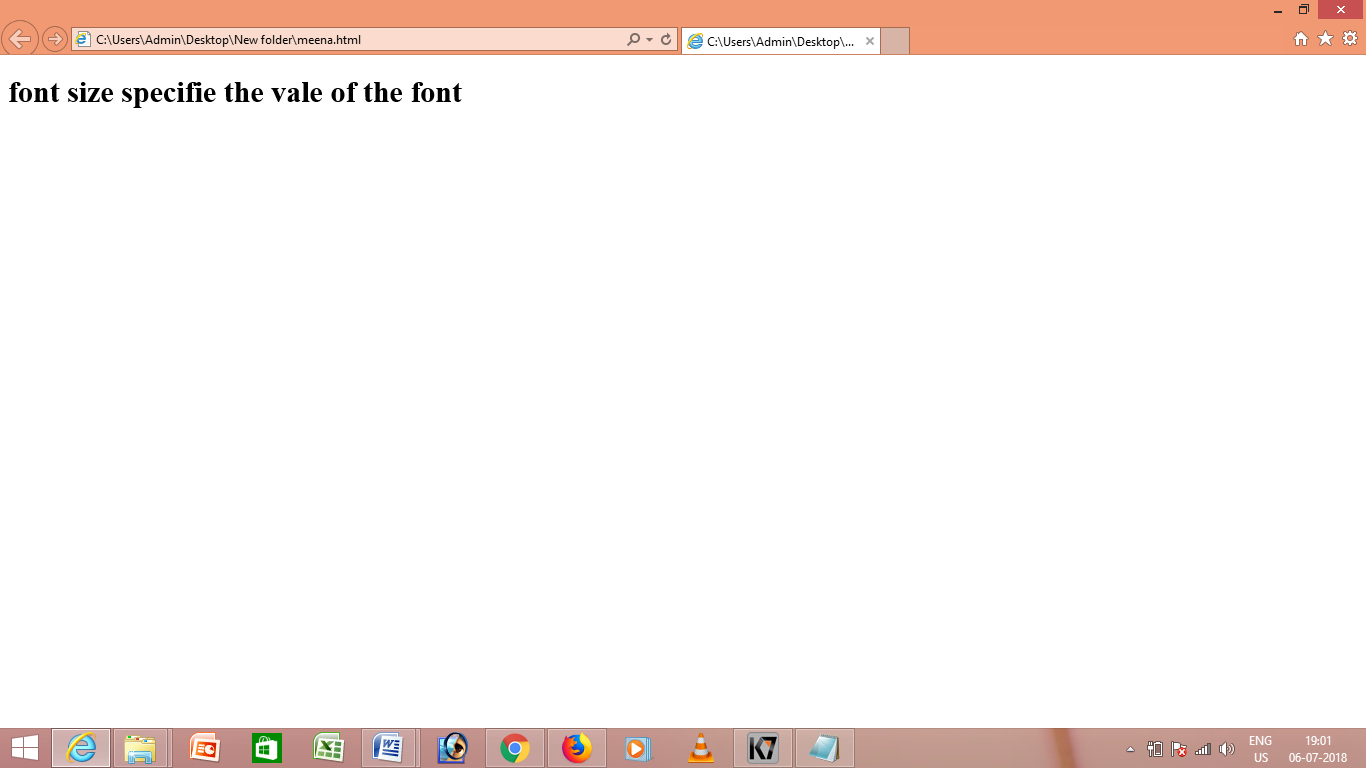 C:\Users\Admin\Desktop\New folder\meena.html
C:\Users\Admin\Desktop\...
font size specifie the vale of the font
K7
ENG
US
19:01
06-07-2018